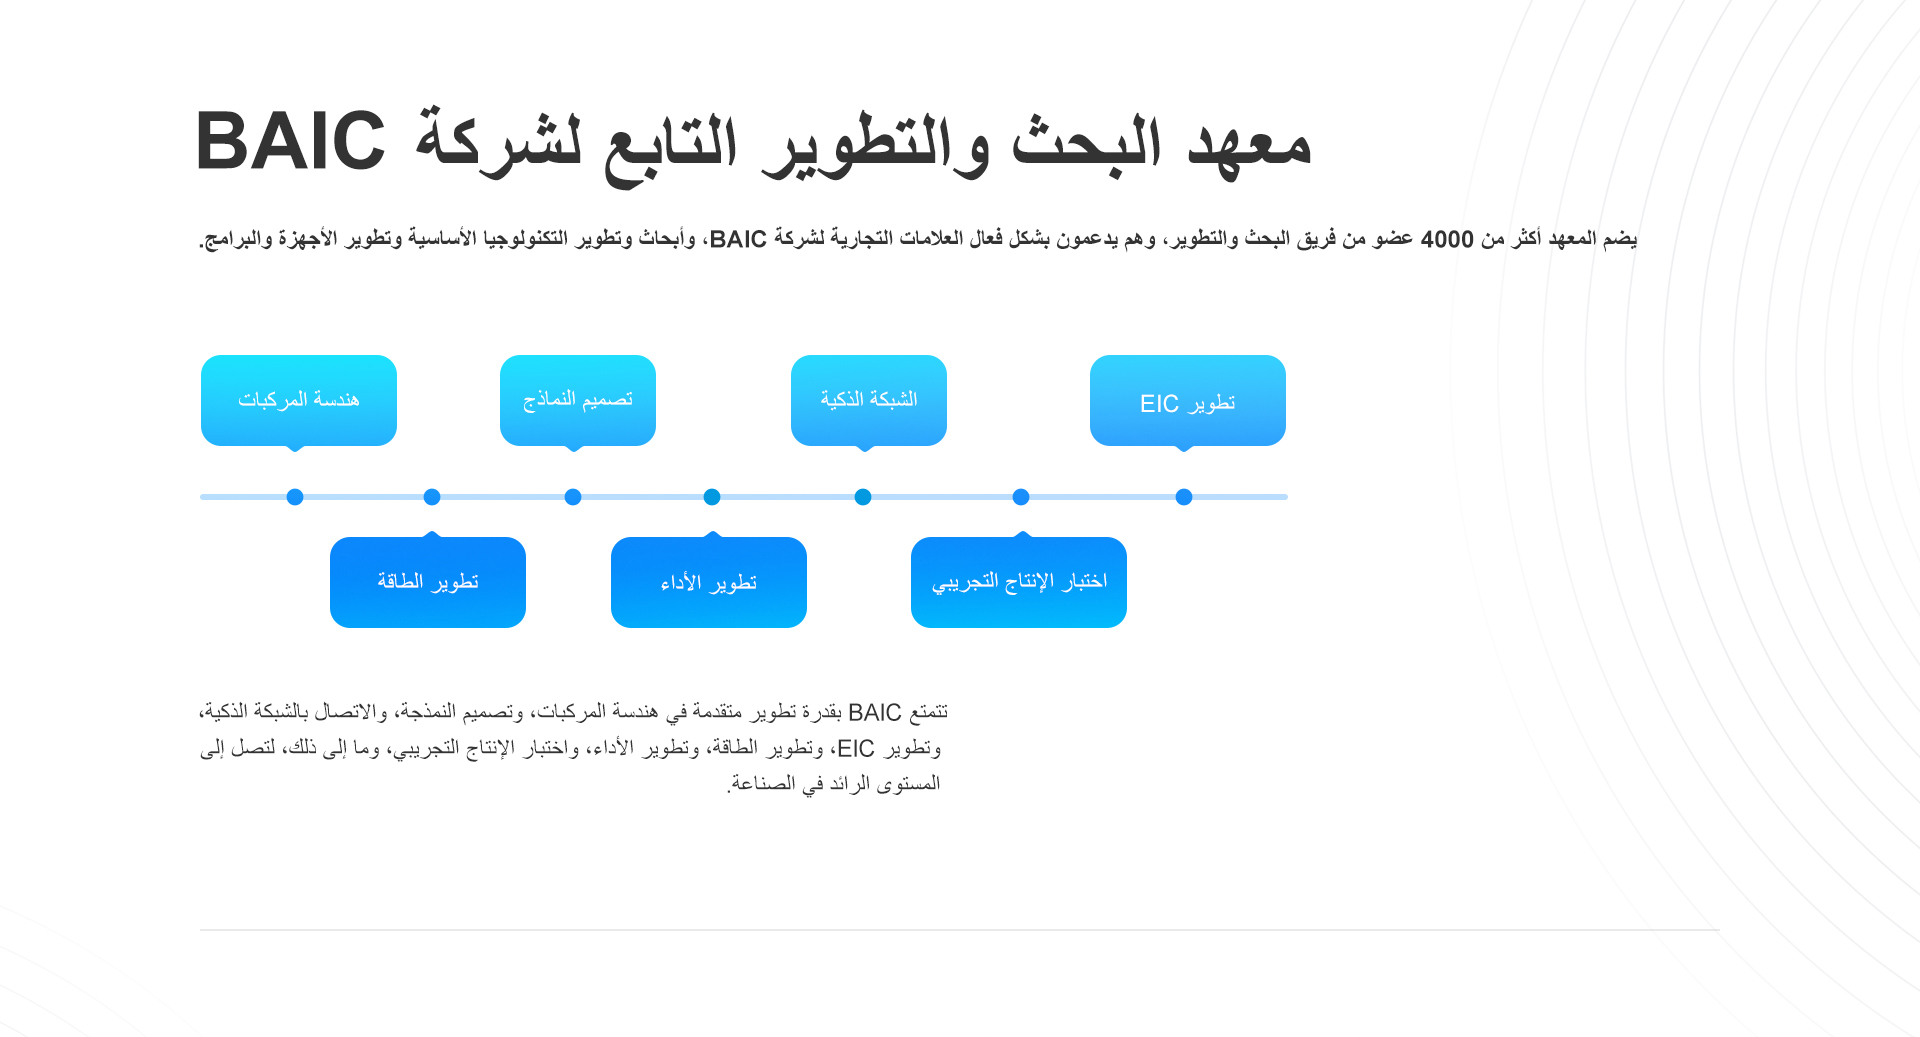 معهد البحث والتطوير التابع لشركة BAIC
يضم المعهد أكثر من 4000 عضو من فريق البحث والتطوير، وهم يدعمون بشكل فعال العلامات التجارية لشركة BAIC، وأبحاث وتطوير التكنولوجيا الأساسية وتطوير الأجهزة والبرامج.
تطوير EIC
الشبكة الذكية
تصميم النماذج
هندسة المركبات
اختبار الإنتاج التجريبي
تطوير الأداء
تطوير الطاقة
تتمتع BAIC بقدرة تطوير متقدمة في هندسة المركبات، وتصميم النمذجة، والاتصال بالشبكة الذكية،
وتطوير EIC، وتطوير الطاقة، وتطوير الأداء، واختبار الإنتاج التجريبي، وما إلى ذلك، لتصل إلى
المستوى الرائد في الصناعة.